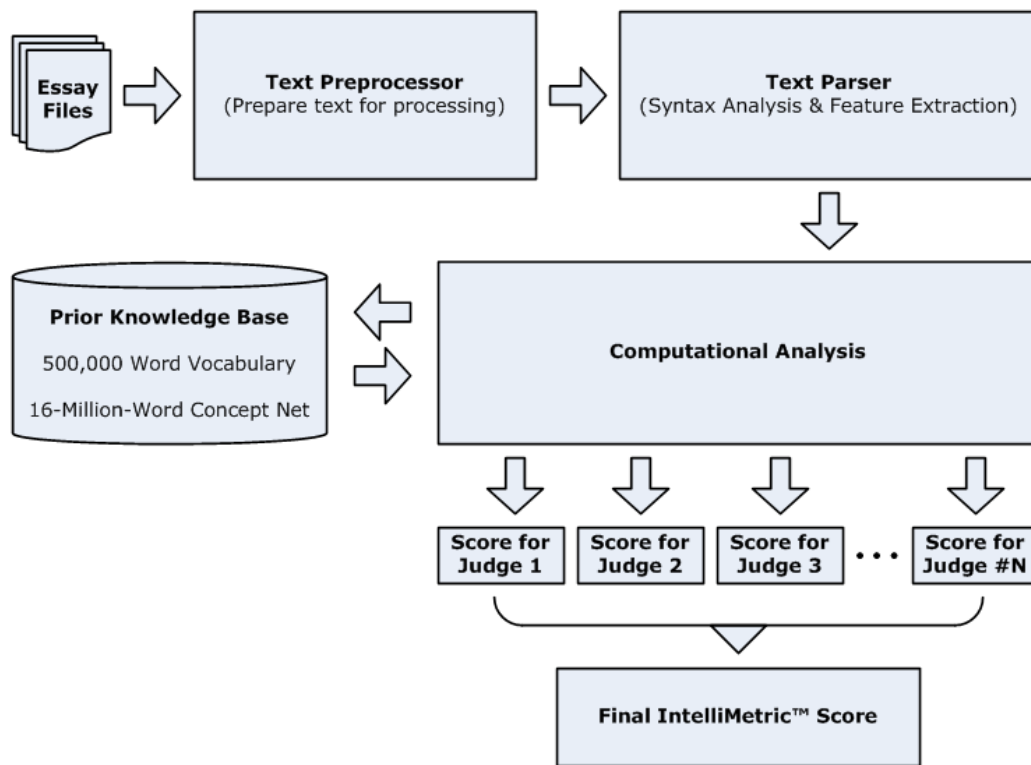 Essay
Files
Text Preprocessor
(Prepare text for processing)
Text Parser
(Syntax Analysis & Feature Extraction)
Prior Knowledge Base
500,000 Word Vocabulary
16-Million-Word Concept Net
Computational Analysis
Score for
Judge 1
Score for
Judge 2
Score for
Judge 3
• • •
Score for
Judge #N
Final IntelliMetric™ Score